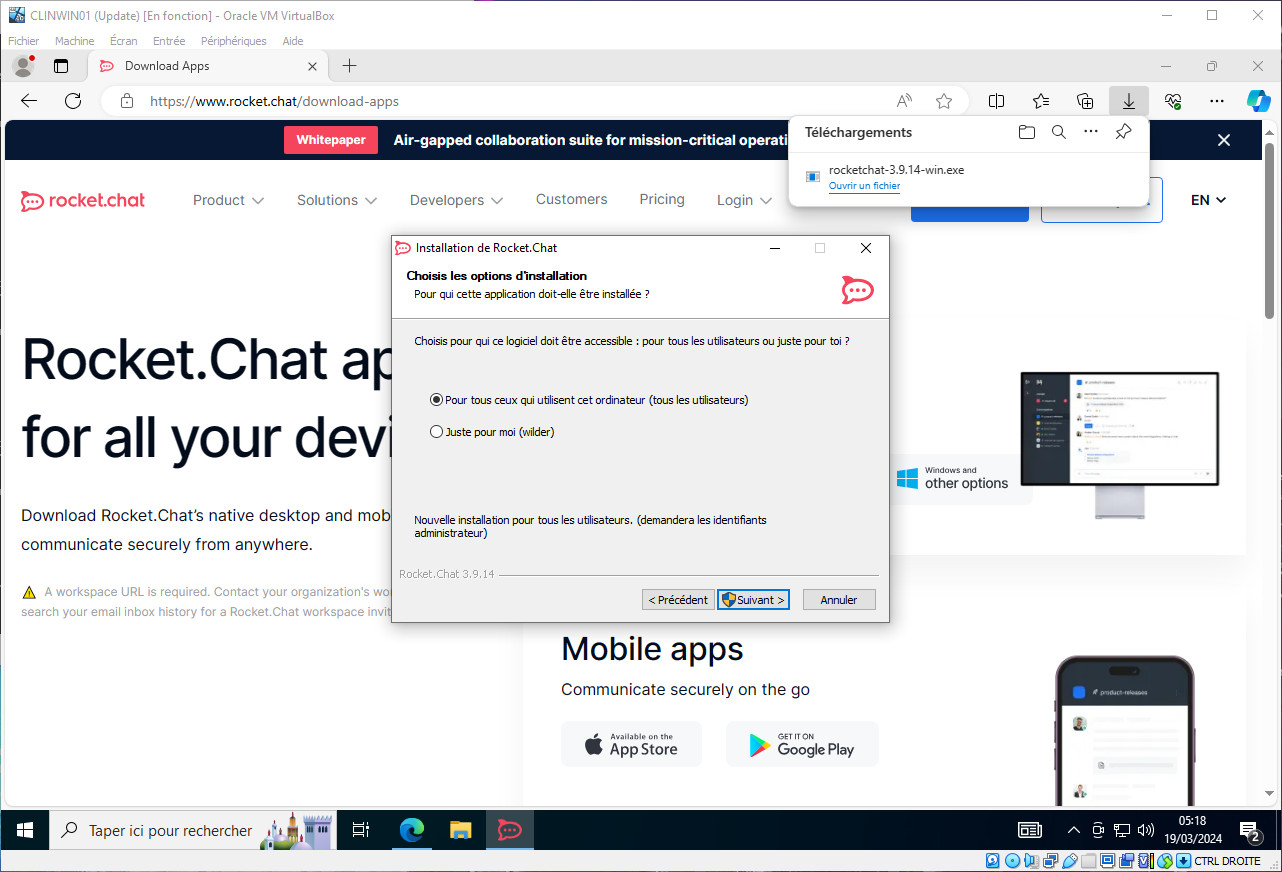 CLINWIN01 (Update) [En fonction] - Oracle VM VirtualBox
Fichier Machine Écran Entrée Périphériques Aide
Download Apps
https://www.rocket.chat/download-apps
Whitepaper Air-gapped collaboration suite for mission-critical operati
Téléchargements
rocketchat-3.9.14-win.exe
Ouvrir un fichier
rocket.chat Product Solutions Developers Customers Pricing Login EN
Installation de Rocket.Chat
Choisis les options d'installation
Pour qui cette application doit-elle être installée ?
Choisis pour qui ce logiciel doit être accessible : pour tous les utilisateurs ou juste pour toi ?
Pour tous ceux qui utilisent cet ordinateur (tous les utilisateurs)
Juste pour moi (wilder)
Nouvelle installation pour tous les utilisateurs. (demandera les identifiants
administrateur)
Rocket.Chat 3.9.14
< Précédent Suivant > Annuler
Rocket.Chat ap
for all your devi
Download Rocket.Chat's native desktop and mob
communicate securely from anywhere.
A workspace URL is required. Contact your organization's wo
search your email inbox history for a Rocket.Chat workspace invit
Windows and
other options
Mobile apps
Communicate securely on the go
Available on the
App Store
GET IT ON
Google Play
# product-releases
Taper ici pour rechercher
05:18
19/03/2024
2
CTRL DROITE